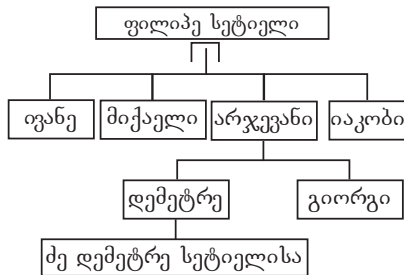 ფილიპე სეტიელი
ივანე მიქაელი არჯევანი იაკობი
დემეტრე გიორგი
ძე დემეტრე სეტიელისა